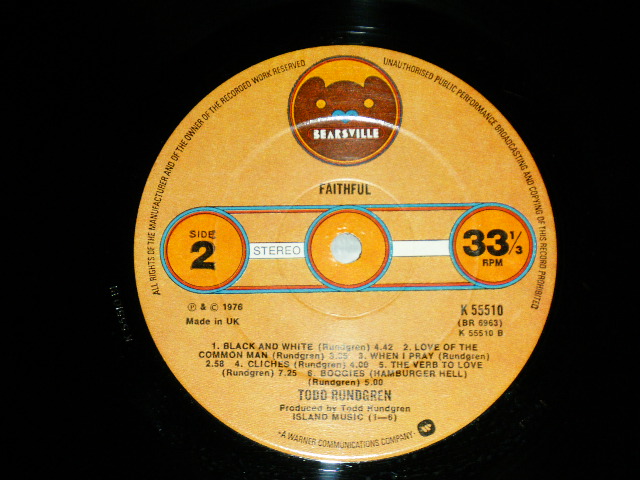 ALL RIGHTS OF THE MANUFACTURER AND OF THE OWNER OF THE RECORDED WORK RESERVED
UNAUTHORISED PUBLIC PERFORMANCE BROADCASTING AND COPYING OF THIS RECORD PROHIBITED
BEARSVILLE
FAITHFUL
SIDE
2
STEREO
33 1/3
RPM
℗ & © 1976
Made in UK
K 55510
(BR 6963)
K 55510 B
1. BLACK AND WHITE (Rundgren) 4.42 2. LOVE OF THE
COMMON MAN (Rundgren) 3.35 3. WHEN I PRAY (Rundgren)
2.58 4. CLICHES (Rundgren) 4.00 5. THE VERB TO LOVE
(Rundgren) 7.25 6. BOOGIES (HAMBURGER HELL)
(Rundgren) 5.00
TODD RUNDGREN
Produced by Todd Rundgren
ISLAND MUSIC (1—6)
·A WARNER COMMUNICATIONS COMPANY·